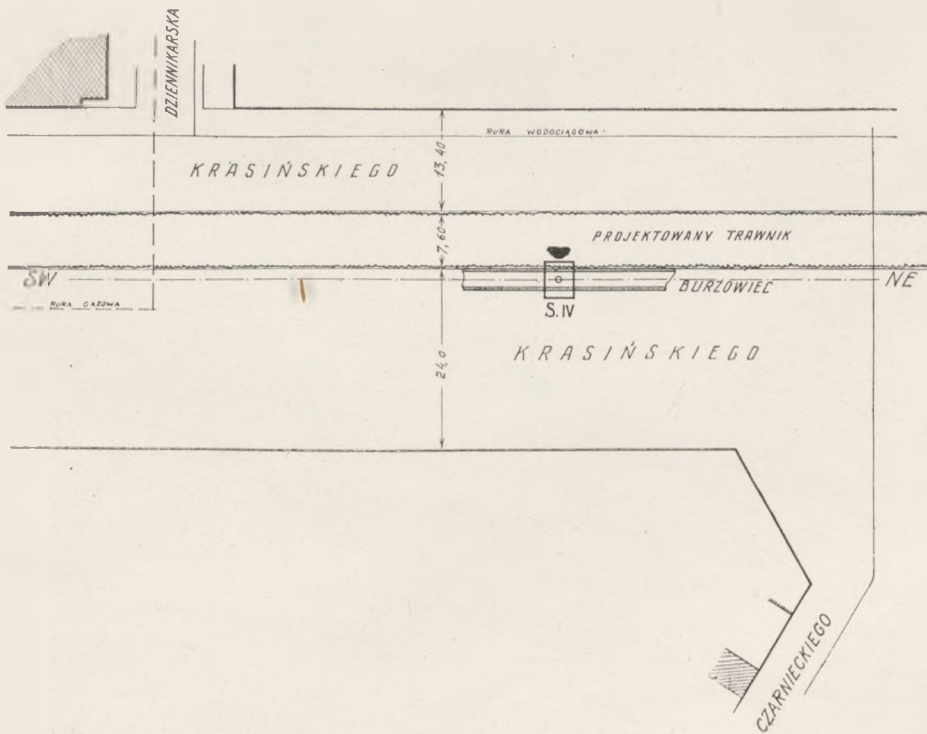 DZIENNIKARSKA
RURA WODOCIĄGOWA
KRASIŃSKIEGO
13,40
7,60
PROJEKTOWANY TRAWNIK
SW
NE
BURZOWIEC
RURA GAZOWA
S. IV
KRASIŃSKIEGO
24,0
CZARNIECKIEGO